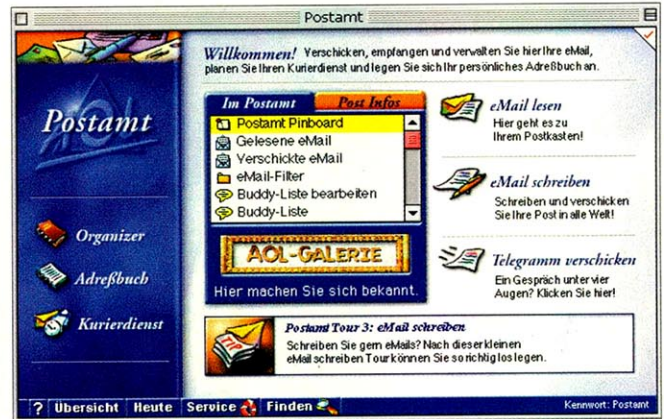 Postamt
Willkommen! Verschicken, empfangen und verwalten Sie hier Ihre eMail,
planen Sie Ihren Kurierdienst und legen Sie sich Ihr persönliches Adreßbuch an.
AOL
Postamt
Organizer
Adreßbuch
Kurierdienst
Im Postamt
Post Infos
Postamt Pinboard
Gelesene eMail
Verschickte eMail
eMail-Filter
Buddy-Liste bearbeiten
Buddy-Liste
AOL-GALERIE
Hier machen Sie sich bekannt.
eMail lesen
Hier geht es zu
Ihrem Postkasten!
eMail schreiben
Schreiben und verschicken
Sie Ihre Post in alle Welt!
Telegramm verschicken
Ein Gespräch unter vier
Augen? Klicken Sie hier!
TIP
Postamt Tour 3: eMail schreiben
Schreiben Sie gern eMails? Nach dieser kleinen
eMail schreiben Tour können Sie so richtig los legen.
? Übersicht Heute Service Finden
Kennwort: Postamt